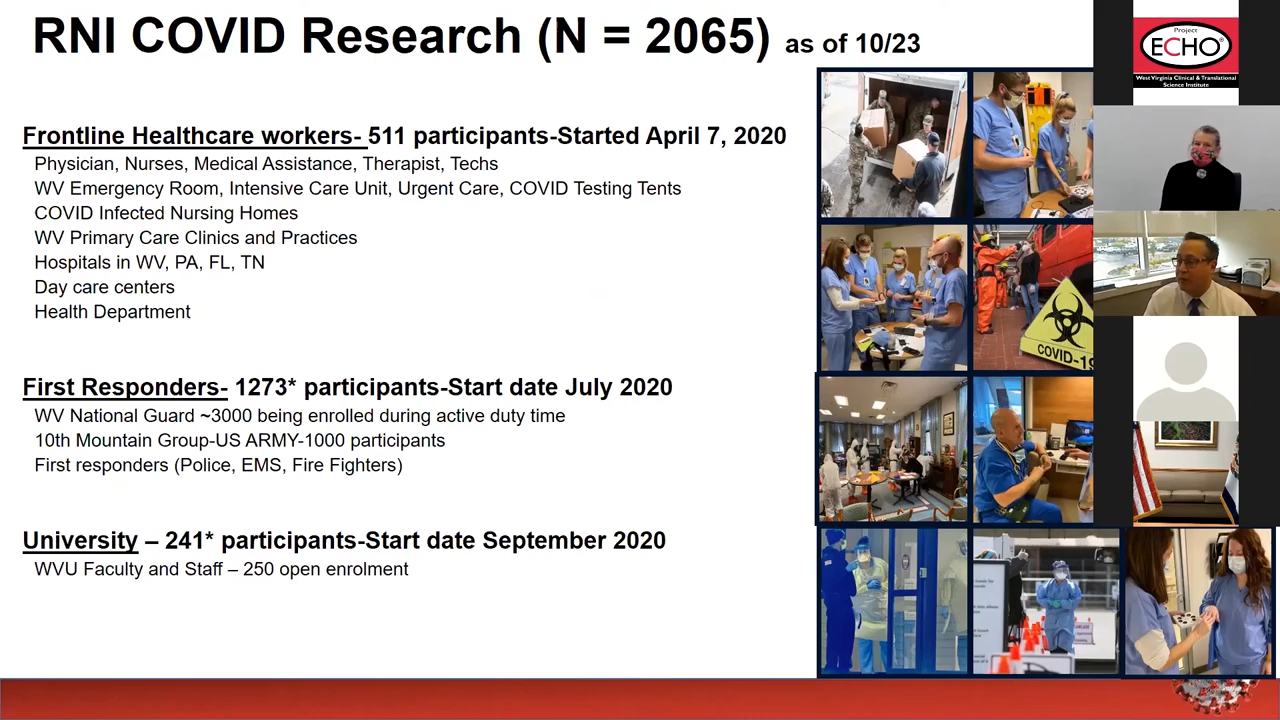 RNI COVID Research (N = 2065) as of 10/23
Frontline Healthcare workers- 511 participants-Started April 7, 2020
Physician, Nurses, Medical Assistance, Therapist, Techs
WV Emergency Room, Intensive Care Unit, Urgent Care, COVID Testing Tents
COVID Infected Nursing Homes
WV Primary Care Clinics and Practices
Hospitals in WV, PA, FL, TN
Day care centers
Health Department
First Responders- 1273* participants-Start date July 2020
WV National Guard ~3000 being enrolled during active duty time
10th Mountain Group-US ARMY-1000 participants
First responders (Police, EMS, Fire Fighters)
University – 241* participants-Start date September 2020
WVU Faculty and Staff – 250 open enrolment
COVID-19
Project
ECHO®
West Virginia Clinical & Translational
Science Institute